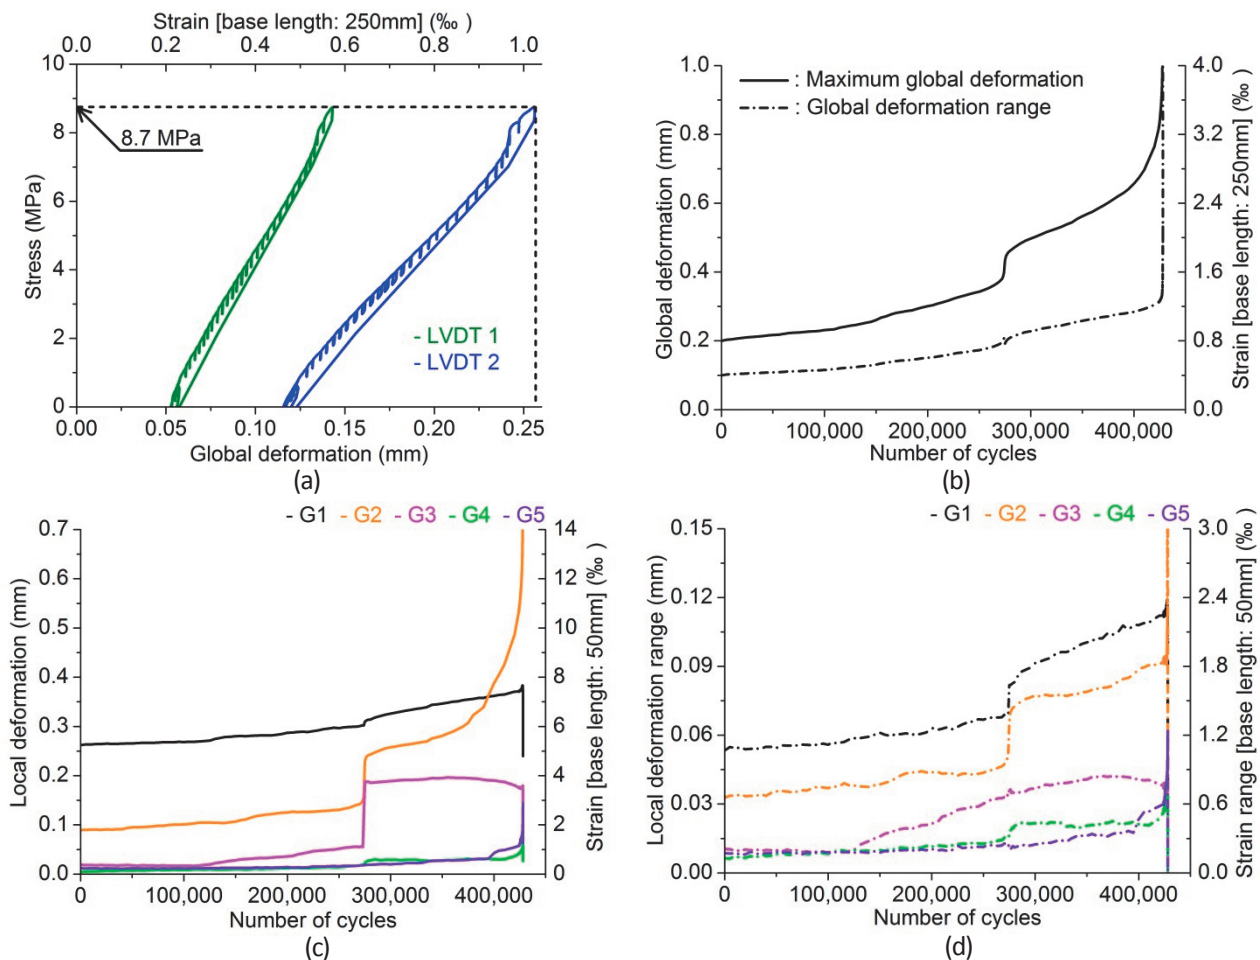 Strain [base length: 250mm] (‰ )
0.0 0.2 0.4 0.6 0.8 1.0
10
8
6
4
2
0
Stress (MPa)
8.7 MPa
- LVDT 1
- LVDT 2
0.00 0.05 0.10 0.15 0.20 0.25
Global deformation (mm)
(a)
1.0
0.8
0.6
0.4
0.2
0.0
Global deformation (mm)
: Maximum global deformation
: Global deformation range
4.0
3.2
2.4
1.6
0.8
0.0
Strain [base length: 250mm] (‰ )
0 100,000 200,000 300,000 400,000
Number of cycles
(b)
- G1 - G2 - G3 - G4 - G5
0.7
0.6
0.5
0.4
0.3
0.2
0.1
0.0
Local deformation (mm)
14
12
10
8
6
4
2
0
Strain [base length: 50mm] (‰ )
0 100,000 200,000 300,000 400,000
Number of cycles
(c)
- G1 - G2 - G3 - G4 - G5
0.15
0.12
0.09
0.06
0.03
0.00
Local deformation range (mm)
3.0
2.4
1.8
1.2
0.6
0.0
Strain range [base length: 50mm] (‰ )
0 100,000 200,000 300,000 400,000
Number of cycles
(d)